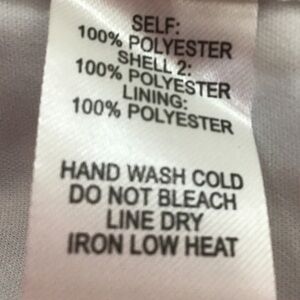 SELF:
100% POLYESTER
SHELL 2:
100% POLYESTER
LINING:
100% POLYESTER
HAND WASH COLD
DO NOT BLEACH
LINE DRY
IRON LOW HEAT